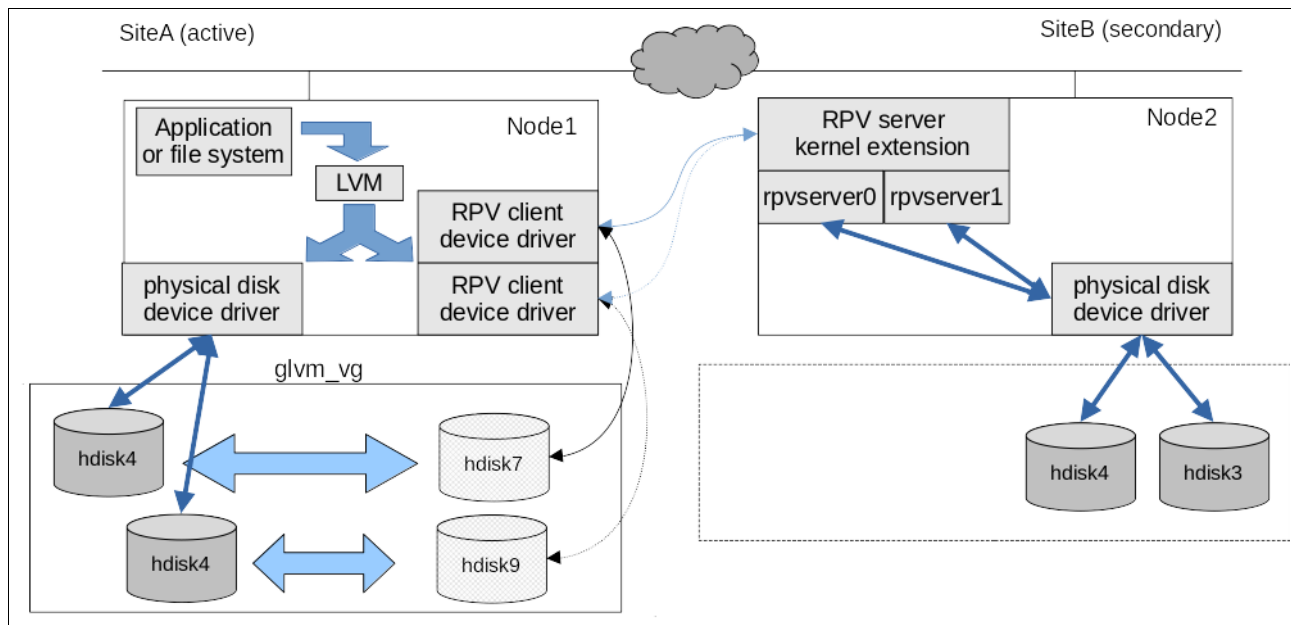 SiteA (active)
SiteB (secondary)
Application
or file system
Node1
LVM
RPV client
device driver
physical disk
device driver
RPV client
device driver
RPV server
kernel extension
Node2
rpvserver0
rpvserver1
physical disk
device driver
glvm_vg
hdisk4
hdisk7
hdisk4
hdisk9
hdisk4
hdisk3